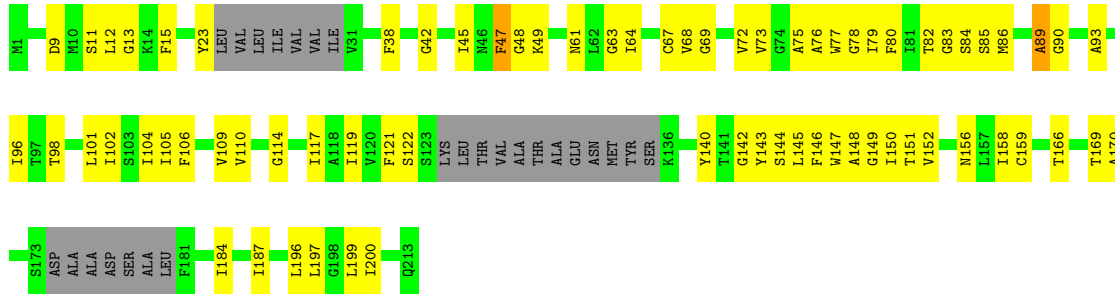 M1 D9 M10 S11 L12 G13 K14 F15 Y23 LEU VAL LEU ILE VAL VAL ILE V31 F38 G42 I45 N46 F47 G48 K49 N61 L62 G63 I64 C67 V68 G69 V72 V73 G74 A75 A76 W77 G78 I79 F80 I81 T82 G83 S84 S85 M86 A89 G90 A93
I96 T97 T98 L101 I102 S103 I104 I105 F106 V109 V110 G114 I117 A118 I119 V120 F121 S122 S123 LYS LEU THR VAL ALA THR ALA GLU ASN MET TYR SER K136 Y140 T141 G142 Y143 S144 L145 F146 W147 A148 G149 I150 T151 V152 N156 L157 I158 C159 T166 T169
S173 ASP ALA ALA ASP SER ALA LEU F181 I184 I187 L196 L197 G198 L199 I200 Q213